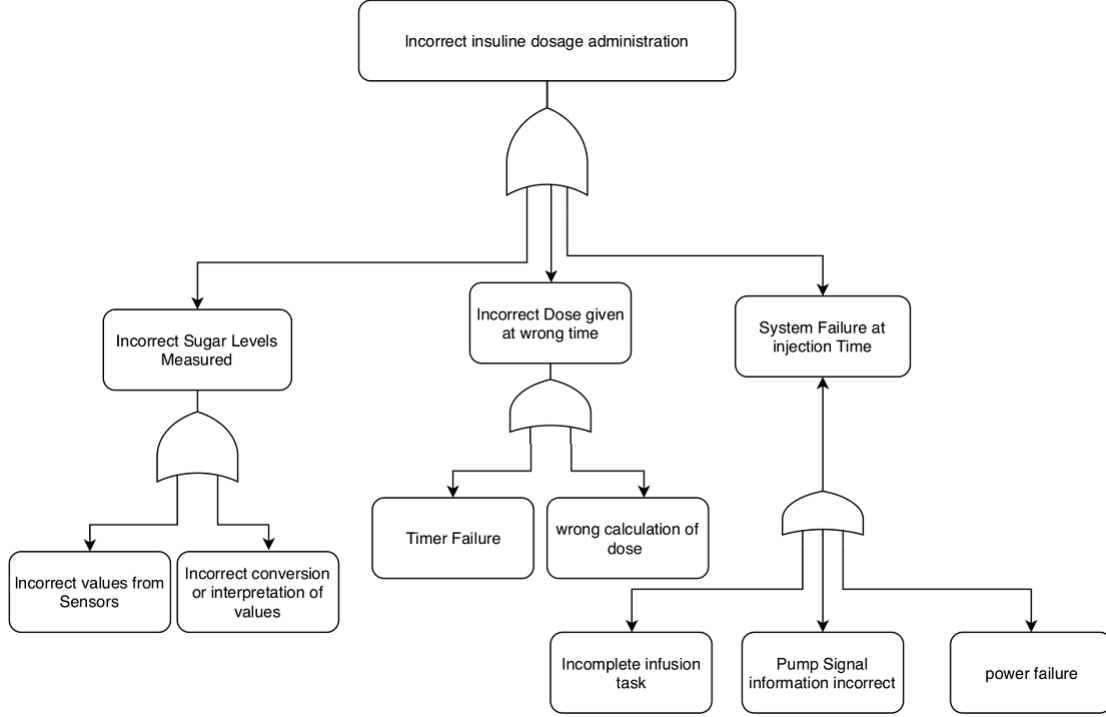 Incorrect insuline dosage administration
Incorrect Sugar Levels
Measured
Incorrect Dose given
at wrong time
System Failure at
injection Time
Timer Failure
wrong calculation of
dose
Incorrect values from
Sensors
Incorrect conversion
or interpretation of
values
Incomplete infusion
task
Pump Signal
information incorrect
power failure